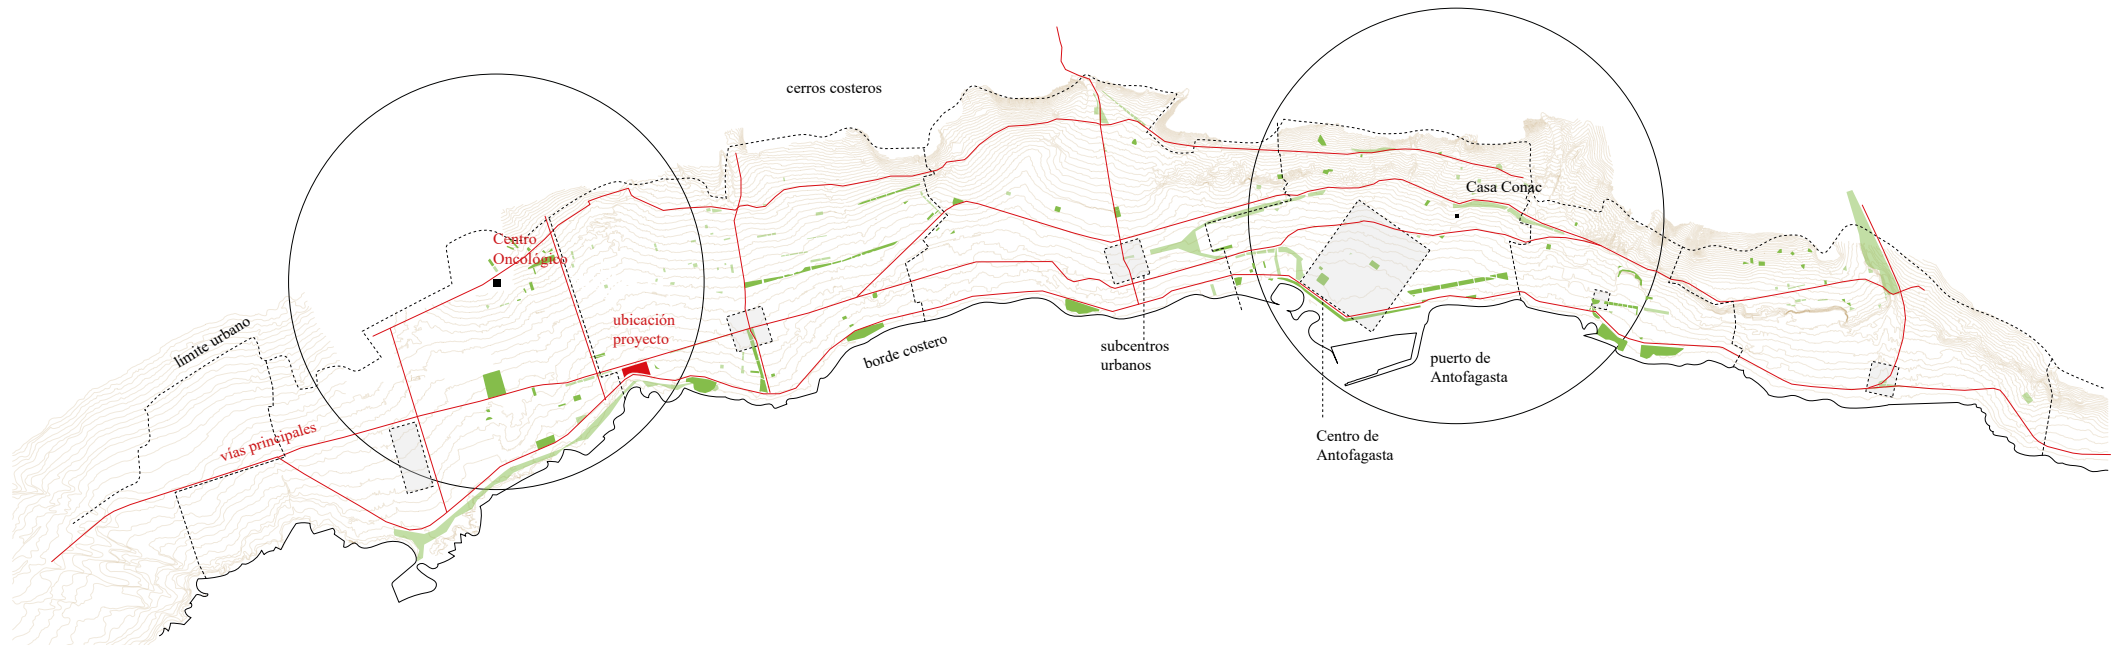 cerros costeros
Casa Conac
Centro
Oncológico
límite urbano
ubicación
proyecto
borde costero
subcentros
urbanos
puerto de
Antofagasta
vías principales
Centro de
Antofagasta